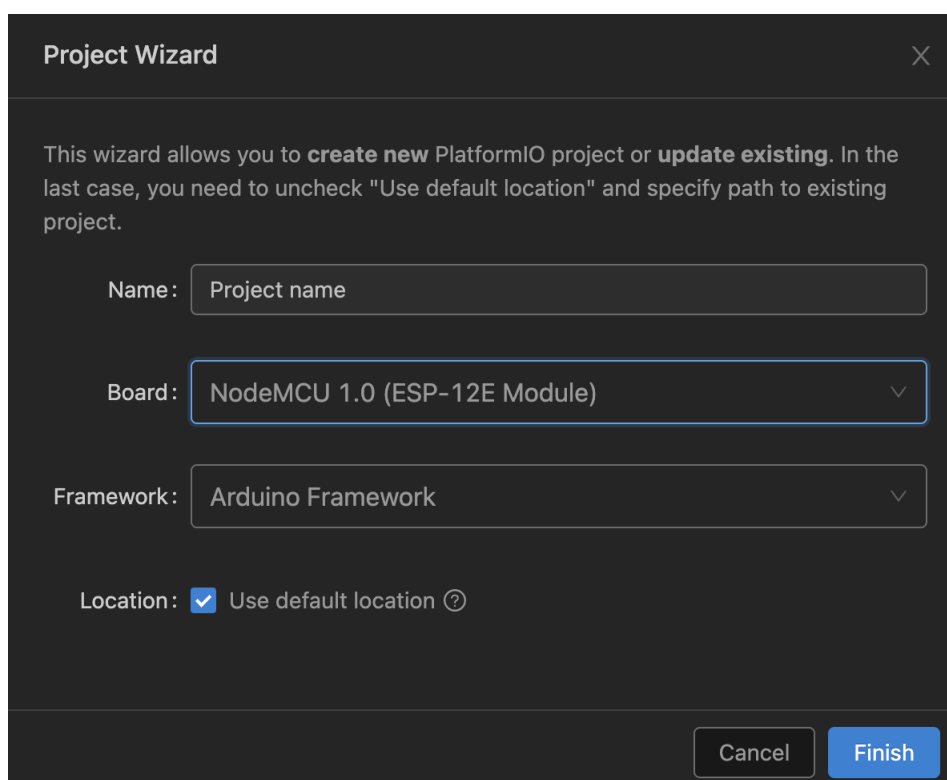 Project Wizard
This wizard allows you to create new PlatformIO project or update existing. In the
last case, you need to uncheck "Use default location" and specify path to existing
project.
Name: Project name
Board: NodeMCU 1.0 (ESP-12E Module)
Framework: Arduino Framework
Location: Use default location
Cancel Finish